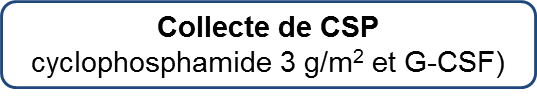 Collecte de CSP
cyclophosphamide 3 g/m² et G-CSF)